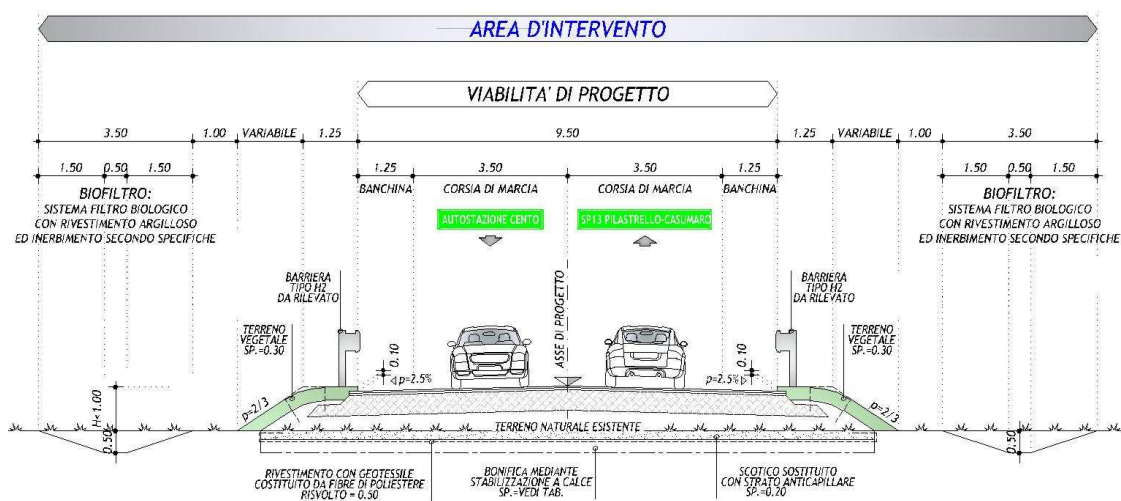 AREA D'INTERVENTO
VIABILITA' DI PROGETTO
3.50 1.00 VARIABILE 1.25 9.50 1.25 VARIABILE 1.00 3.50
1.50 0.50 1.50 1.25 3.50 3.50 1.25 1.50 0.50 1.50
BANCHINA CORSIA DI MARCIA CORSIA DI MARCIA BANCHINA
BIOFILTRO:
SISTEMA FILTRO BIOLOGICO
CON RIVESTIMENTO ARGILLOSO
ED INERBIMENTO SECONDO SPECIFICHE
AUTOSTAZIONE CENTO
SP13 PILASTRELLO-CASUMARO
BIOFILTRO:
SISTEMA FILTRO BIOLOGICO
CON RIVESTIMENTO ARGILLOSO
ED INERBIMENTO SECONDO SPECIFICHE
BARRIERA
TIPO H2
DA RILEVATO
ASSE DI PROGETTO
BARRIERA
TIPO H2
DA RILEVATO
TERRENO
VEGETALE
SP.=0.30
0.10
p=2.5%
0.10
p=2.5%
TERRENO
VEGETALE
SP.=0.30
H<1.00
0.50
p=2/3
p=2/3
0.50
TERRENO NATURALE ESISTENTE
RIVESTIMENTO CON GEOTESSILE
COSTITUITO DA FIBRE DI POLIESTERE
RISVOLTO = 0.50
BONIFICA MEDIANTE
STABILIZZAZIONE A CALCE
SP.=VEDI TAB.
SCOTICO SOSTITUITO
CON STRATO ANTICAPILLARE
SP.=0.20